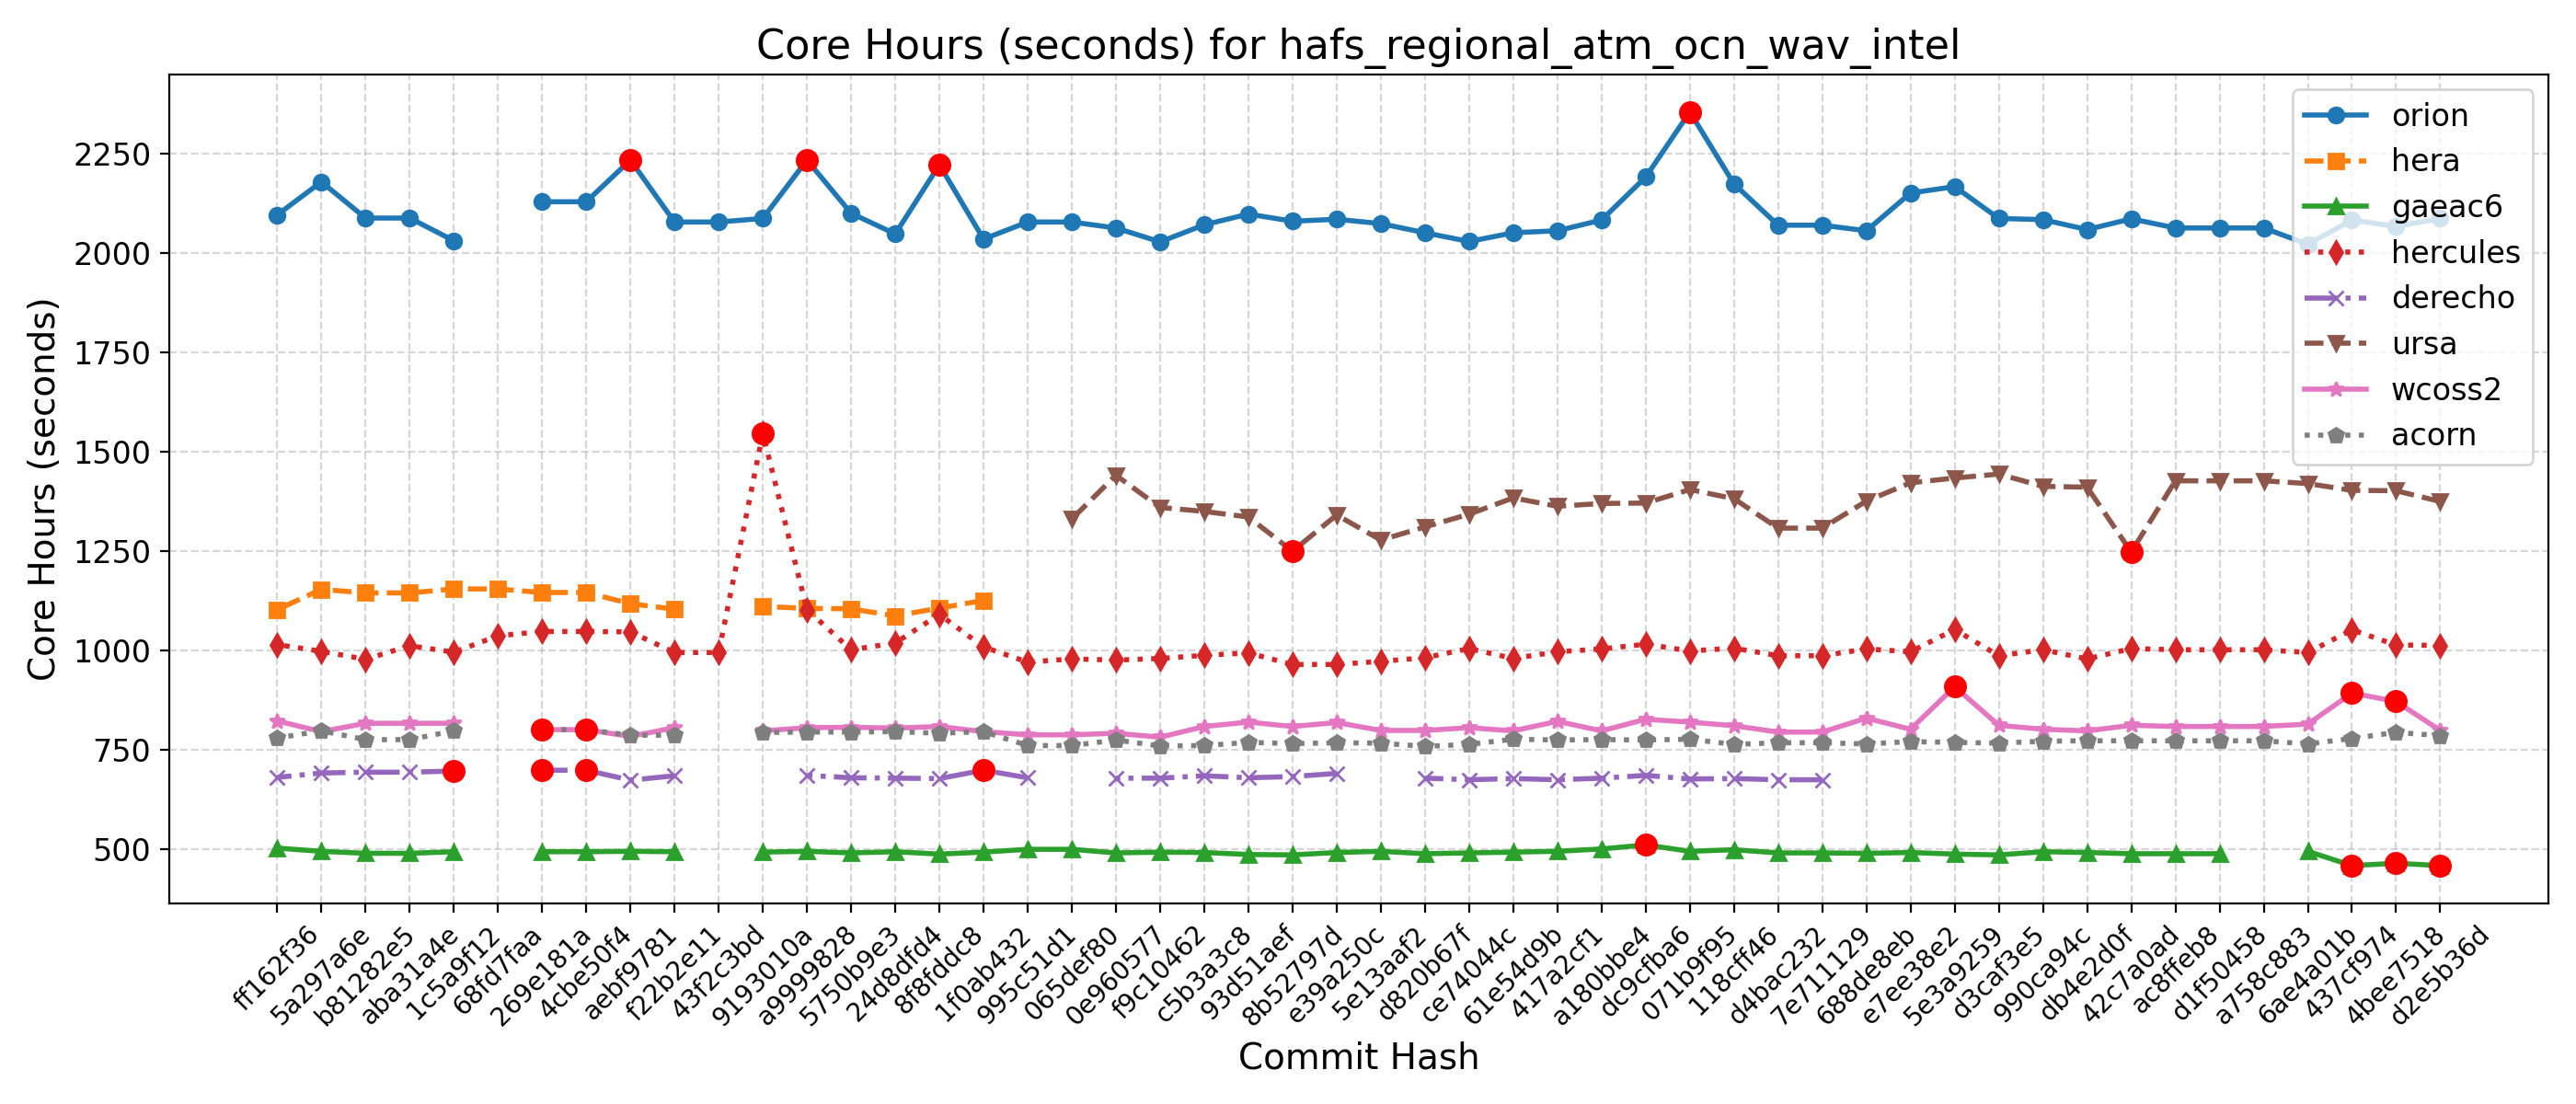 Core Hours (seconds) for hafs_regional_atm_ocn_wav_intel
Core Hours (seconds)
2250
2000
1750
1500
1250
1000
750
500
orion
hera
gaeac6
hercules
derecho
ursa
wcoss2
acorn
ff162f36
5a297a6e
b81282e5
aba31a4e
1c5a9f12
68fd7faa
269e181a
4cbe50f4
aebf9781
f22b2e11
43f2c3bd
9193010a
a9999828
5750b9e3
24d8dfd4
8f8fddc8
1f0ab432
995c51d1
065def80
0e960577
f9c10462
c5b3a3c8
93d51aef
8b52797d
e39a250c
5e13aaf2
d820b67f
ce74044c
61e54d9b
417a2cf1
a180bbe4
dc9cfba6
071b9f95
118cff46
d4bac232
7e711129
688de8eb
e7ee38e2
5e3a9259
d3caf3e5
990ca94c
db4e2d0f
42c7a0ad
ac8ffeb8
d1f50458
a758c883
6ae4a01b
437cf974
4bee7518
d2e5b36d
Commit Hash